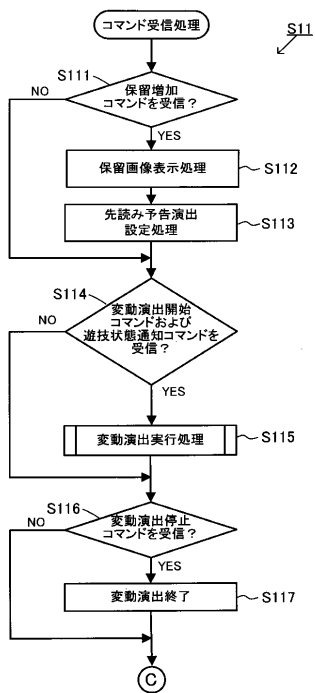 コマンド受信処理
S11
S111
NO
保留増加
コマンドを受信?
YES
保留画像表示処理
S112
先読み予告演出
設定処理
S113
S114
NO
変動演出開始
コマンドおよび
遊技状態通知コマンドを
受信?
YES
変動演出実行処理
S115
S116
NO
変動演出停止
コマンドを受信?
YES
変動演出終了
S117
C